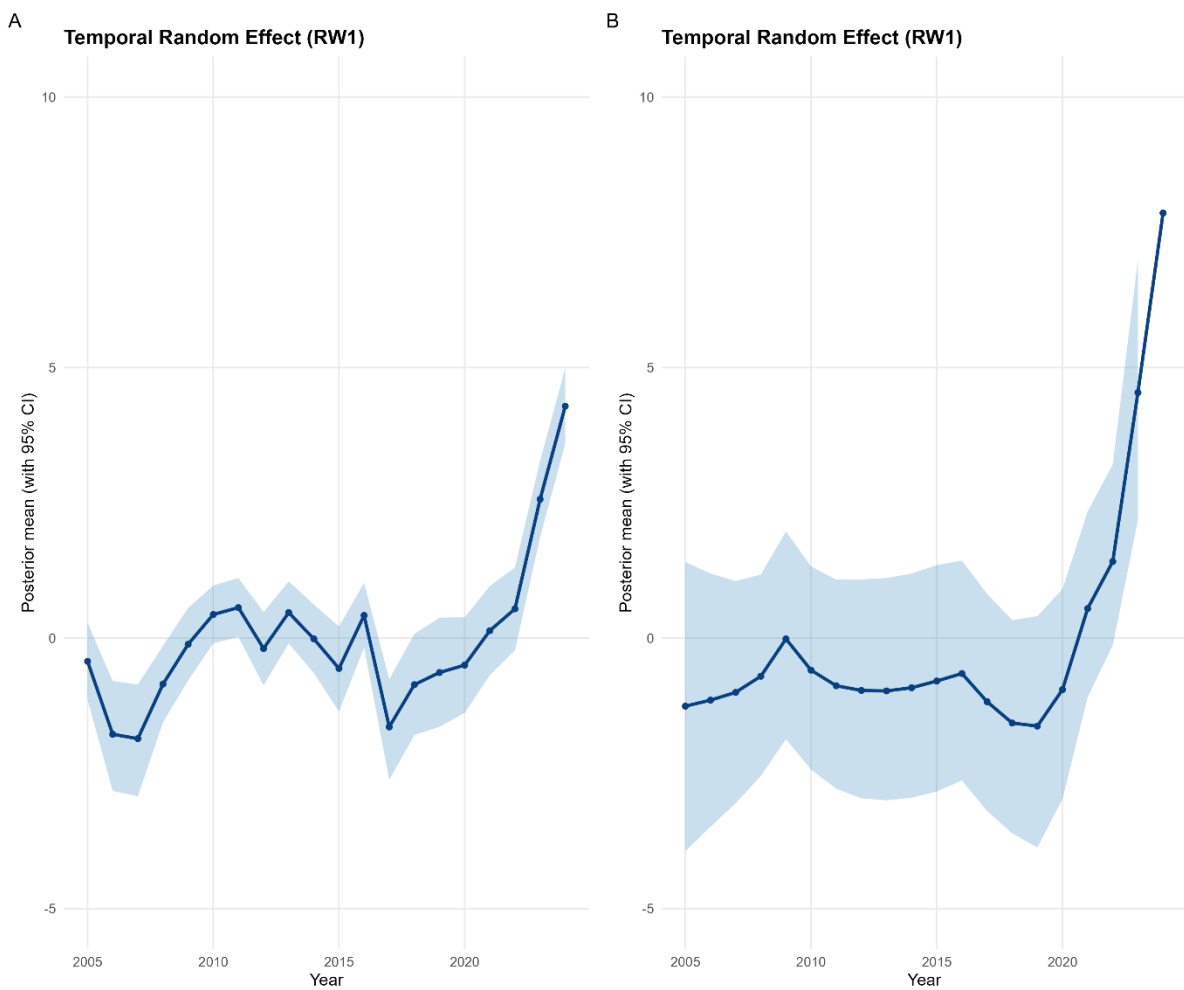 A
Temporal Random Effect (RW1)
10
5
0
-5
Posterior mean (with 95% CI)
2005 2010 2015 2020
Year
B
Temporal Random Effect (RW1)
10
5
0
-5
Posterior mean (with 95% CI)
2005 2010 2015 2020
Year